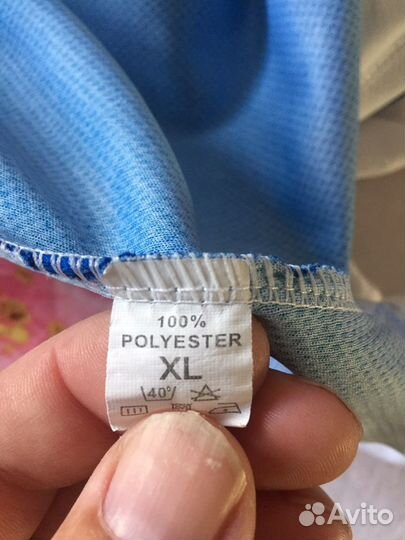 100%
POLYESTER
XL
40°
Avito